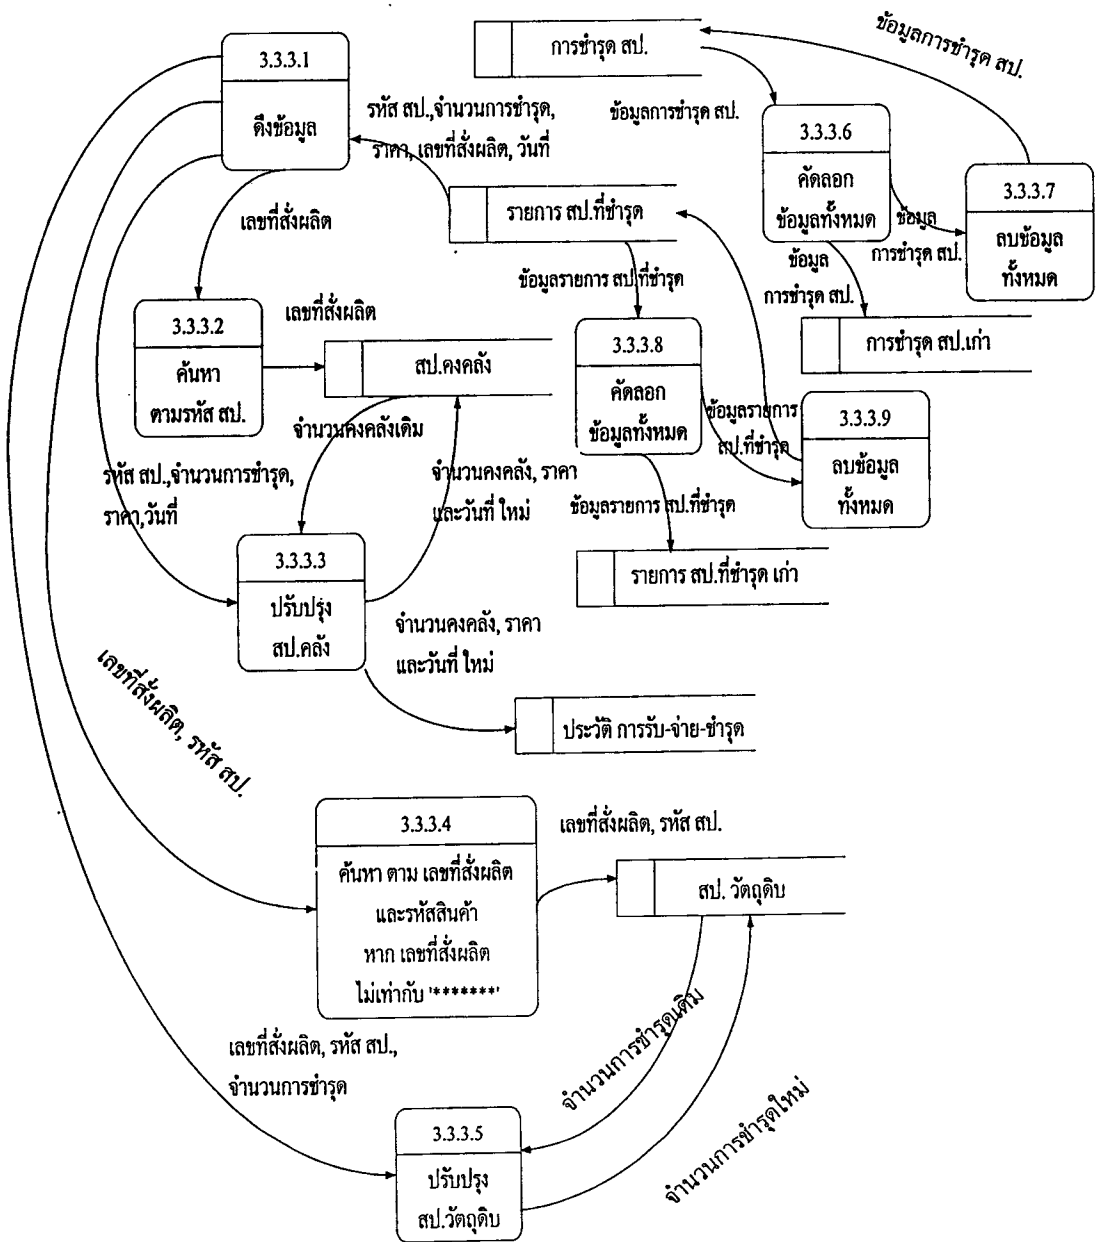 3.3.3.1
ดึงข้อมูล
การชำรุด สป.
ข้อมูลการชำรุด สป.
รหัส สป.,จำนวนการชำรุด,
ราคา, เลขที่สั่งผลิต, วันที่
ข้อมูลการชำรุด สป.
3.3.3.6
คัดลอก
ข้อมูลทั้งหมด
3.3.3.7
ลบข้อมูล
ทั้งหมด
ข้อมูล
การชำรุด สป.
ข้อมูล
การชำรุด สป.
รายการ สป.ที่ชำรุด
เลขที่สั่งผลิต
ข้อมูลรายการ สป.ที่ชำรุด
3.3.3.2
ค้นหา
ตามรหัส สป.
เลขที่สั่งผลิต
สป.คงคลัง
3.3.3.8
คัดลอก
ข้อมูลทั้งหมด
การชำรุด สป.เก่า
ข้อมูลรายการ
สป.ที่ชำรุด
3.3.3.9
ลบข้อมูล
ทั้งหมด
จำนวนคงคลังเดิม
รหัส สป.,จำนวนการชำรุด,
ราคา,วันที่
จำนวนคงคลัง, ราคา
และวันที่ ใหม่
ข้อมูลรายการ สป.ที่ชำรุด
3.3.3.3
ปรับปรุง
สป.คลัง
รายการ สป.ที่ชำรุด เก่า
จำนวนคงคลัง, ราคา
และวันที่ ใหม่
เลขที่สั่งผลิต, รหัส สป.
ประวัติ การรับ-จ่าย-ชำรุด
3.3.3.4
ค้นหา ตาม เลขที่สั่งผลิต
และรหัสสินค้า
หาก เลขที่สั่งผลิต
ไม่เท่ากับ '*******'
เลขที่สั่งผลิต, รหัส สป.
สป. วัตถุดิบ
เลขที่สั่งผลิต, รหัส สป.,
จำนวนการชำรุด
จำนวนการชำรุดเดิม
จำนวนการชำรุดใหม่
3.3.3.5
ปรับปรุง
สป.วัตถุดิบ